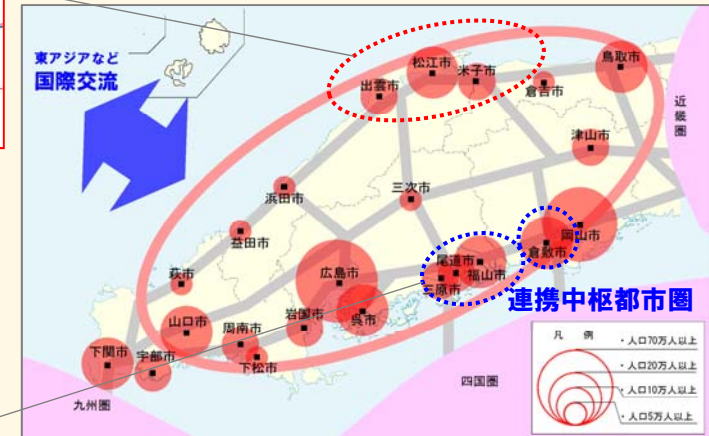 東アジアなど
国際交流
出雲市
松江市
米子市
倉吉市
鳥取市
近畿圏
津山市
浜田市
三次市
益田市
岡山市
倉敷市
萩市
広島市
尾道市
福山市
三原市
連携中枢都市圏
山口市
周南市
岩国市
呉市
下関市
宇部市
下松市
四国圏
九州圏
凡 例
・人口70万人以上
・人口20万人以上
・人口10万人以上
・人口5万人以上